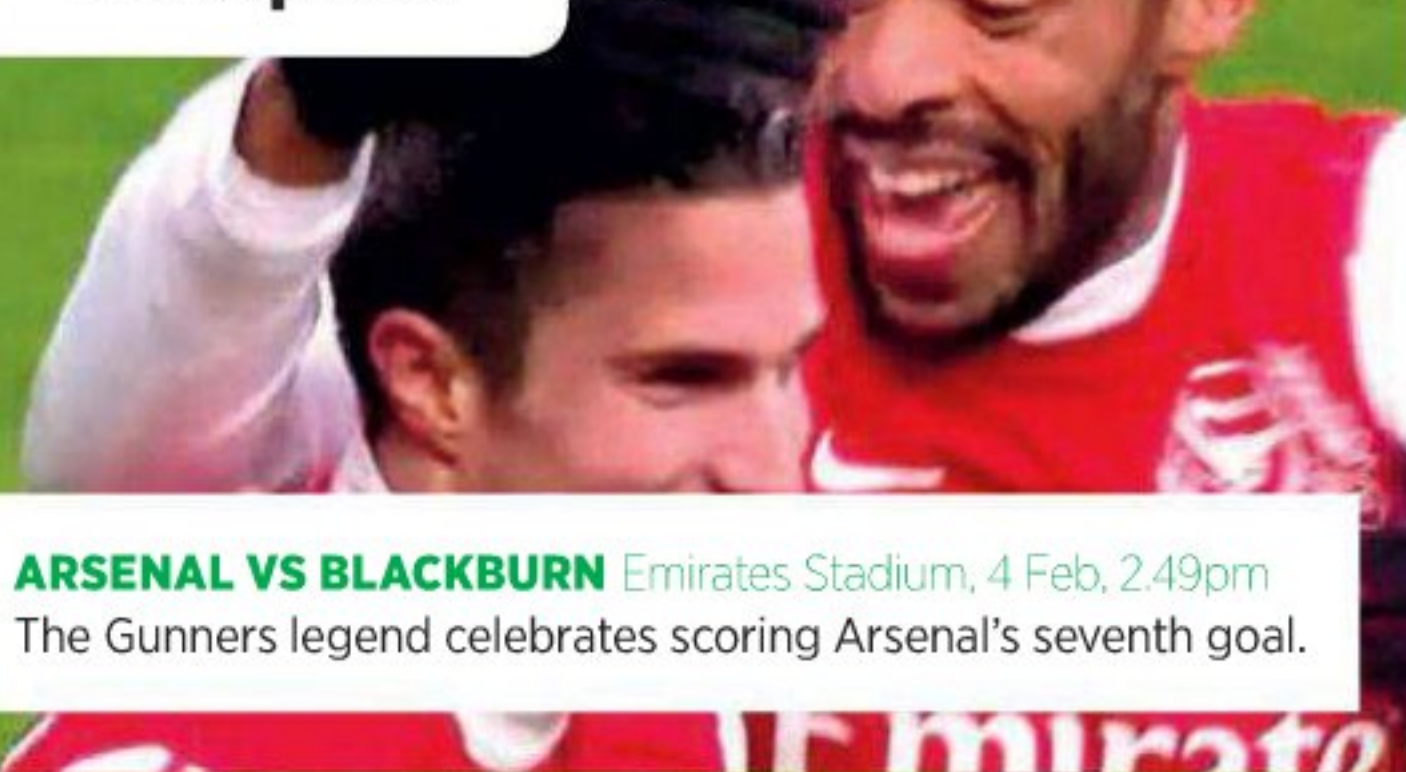 ARSENAL VS BLACKBURN Emirates Stadium, 4 Feb, 2.49pm
The Gunners legend celebrates scoring Arsenal's seventh goal.